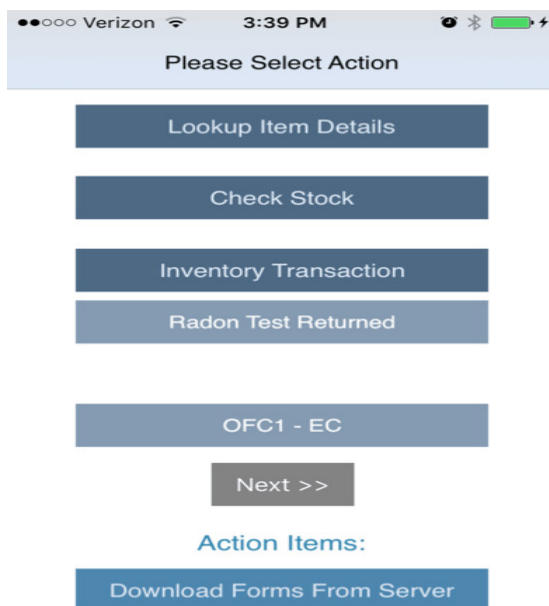 Verizon 3:39 PM
Please Select Action
Lookup Item Details
Check Stock
Inventory Transaction
Radon Test Returned
OFC1 - EC
Next >>
Action Items:
Download Forms From Server